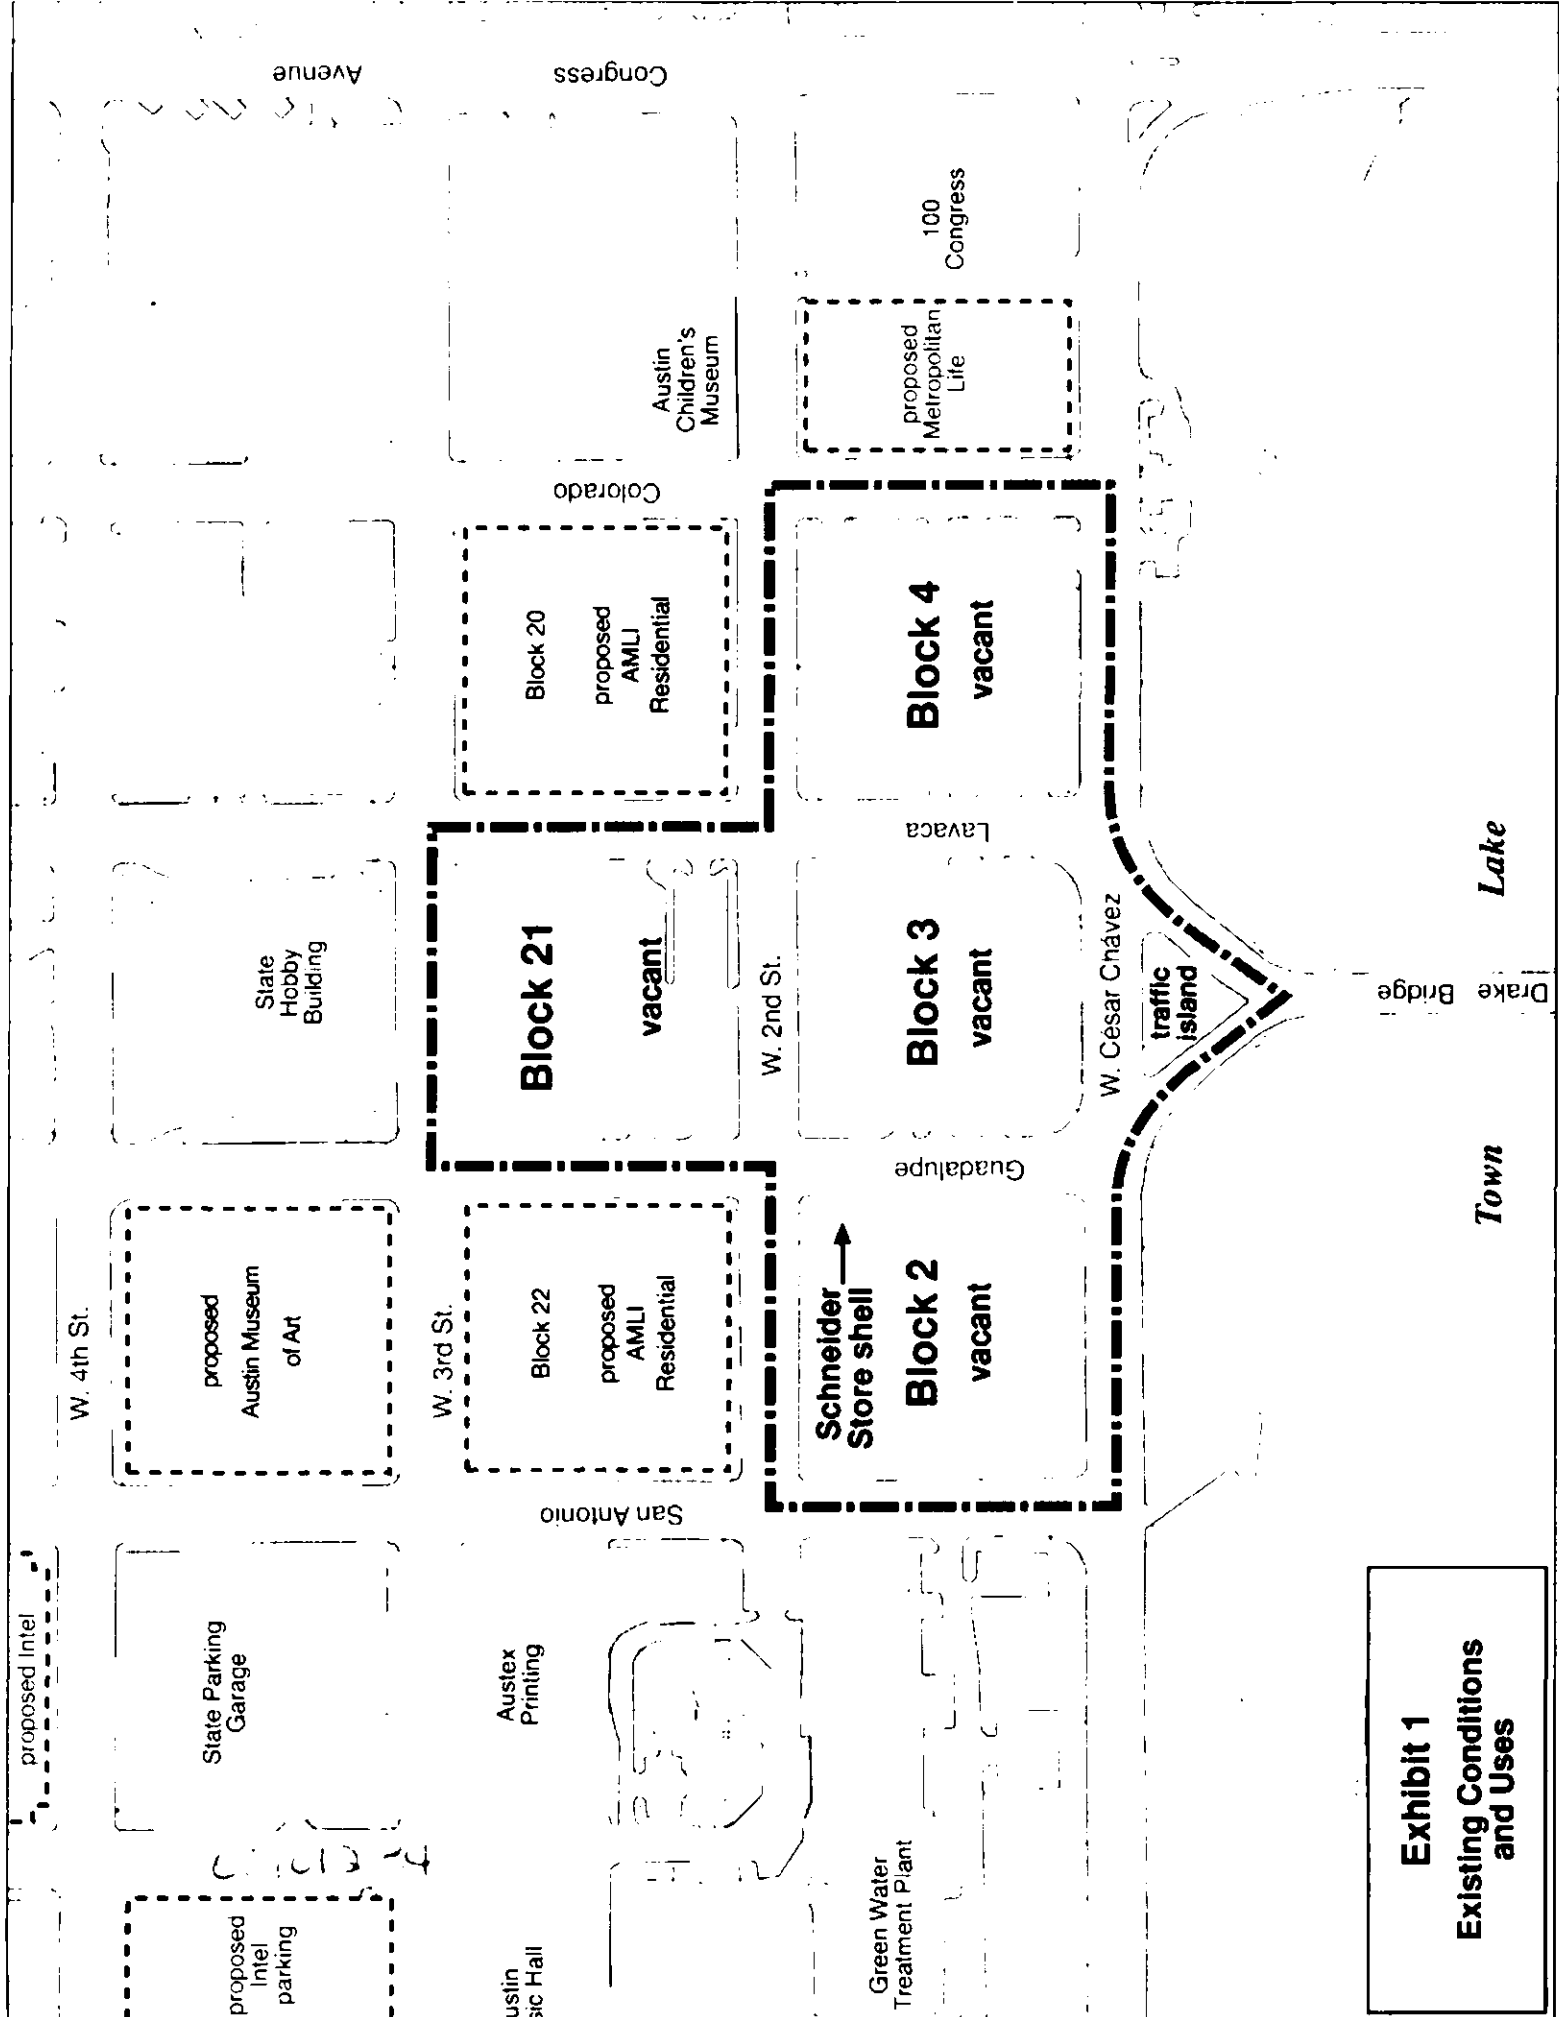 proposed Intel
W. 4th St.
proposed
Intel
parking
State Parking
Garage
proposed
Austin Museum
of Art
State
Hobby
Building
Avenue
W. 3rd St.
Austex
Printing
San Antonio
Block 22
proposed
AMLI
Residential
Block 21
vacant
Block 20
proposed
AMLI
Residential
Colorado
Austin
Children's
Museum
Congress
W. 2nd St.
Green Water
Treatment Plant
Schneider
Store shell
Block 2
vacant
Guadalupe
Block 3
vacant
Lavaca
Block 4
vacant
proposed
Metropolitan
Life
100
Congress
W. César Chávez
traffic
island
Drake
Bridge
Town Lake
Exhibit 1
Existing Conditions
and Uses